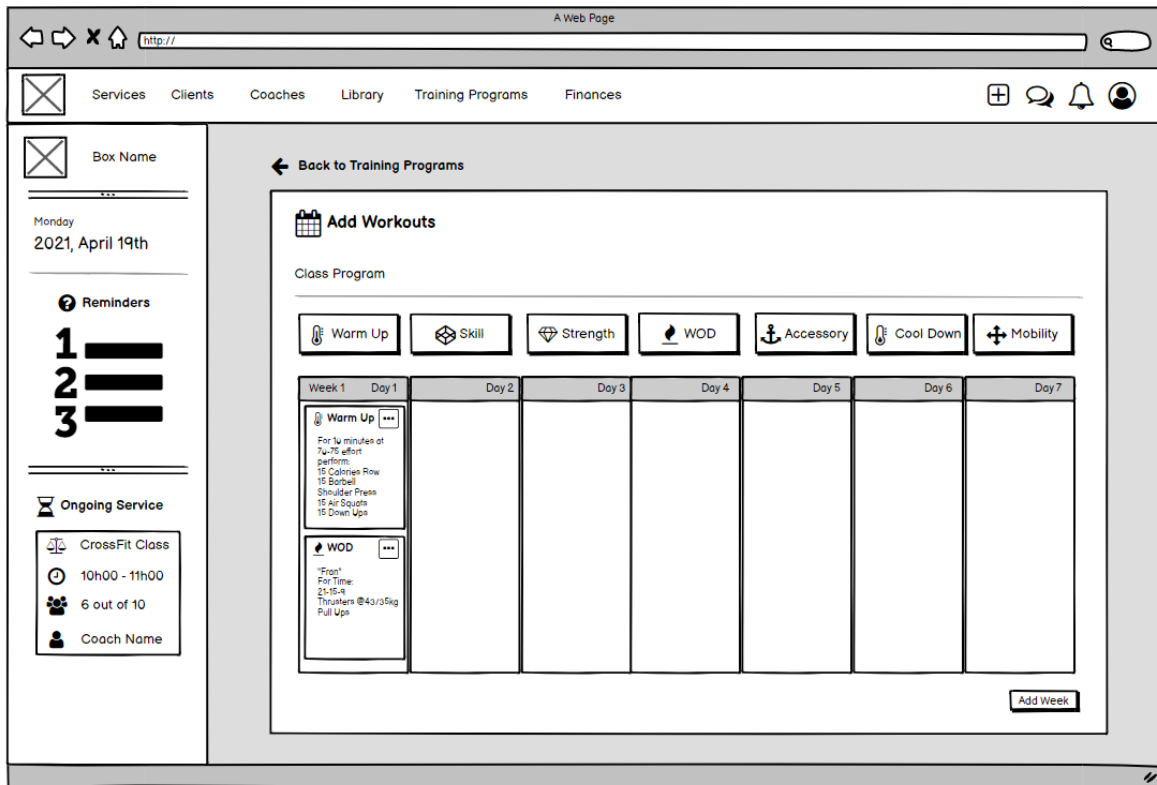 A Web Page
http://
Services Clients Coaches Library Training Programs Finances
Box Name
Monday
2021, April 19th
Reminders
1
2
3
Ongoing Service
CrossFit Class
10h00 - 11h00
6 out of 10
Coach Name
Back to Training Programs
Add Workouts
Class Program
Warm Up Skill Strength WOD Accessory Cool Down Mobility
Week 1 Day 1 Day 2 Day 3 Day 4 Day 5 Day 6 Day 7
Warm Up
For 10 minutes at
70-75 effort
perform:
15 Calories Row
15 Barbell
Shoulder Press
15 Air Squats
15 Down Ups
WOD
"Fran"
For Time:
21-15-9
Thrusters @43/35kg
Pull Ups
Add Week